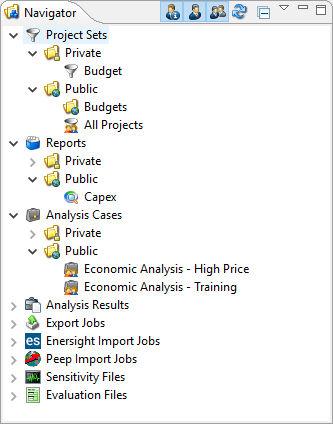 Navigator
Project Sets
Private
Budget
Public
Budgets
All Projects
Reports
Private
Public
Capex
Analysis Cases
Private
Public
Economic Analysis - High Price
Economic Analysis - Training
Analysis Results
Export Jobs
es Enersight Import Jobs
Peep Import Jobs
Sensitivity Files
Evaluation Files